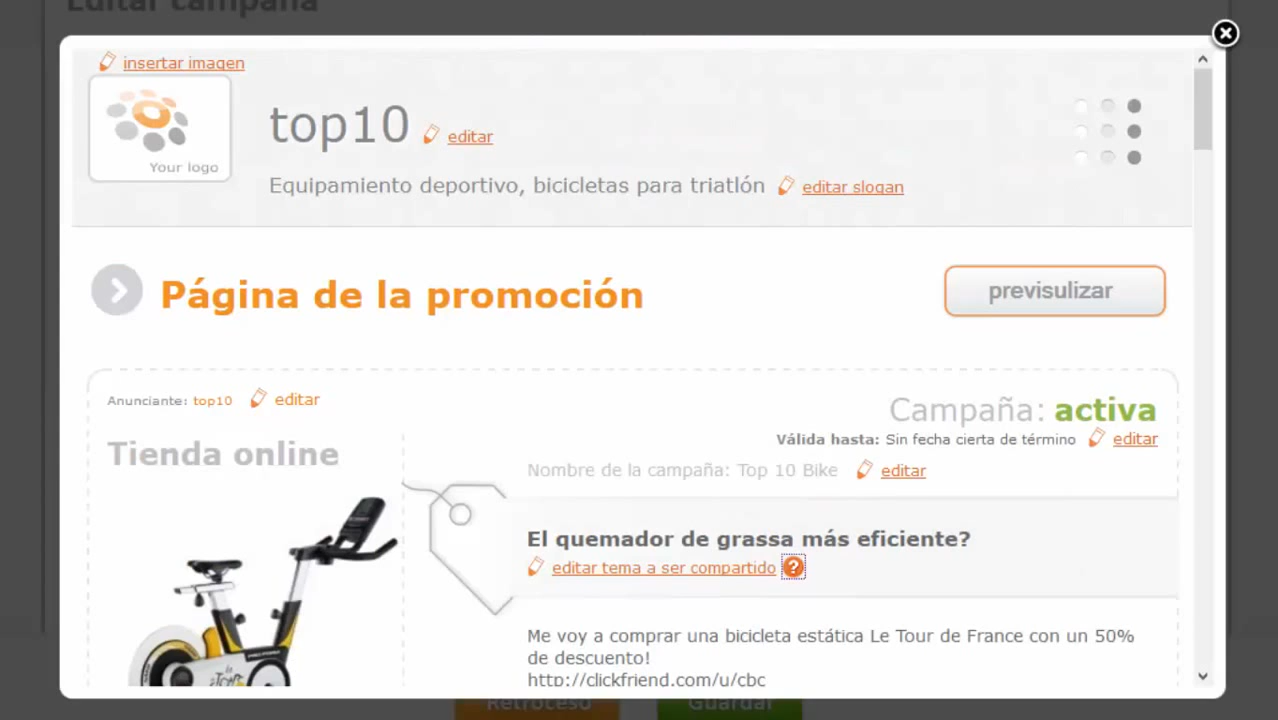 Editar campaña
insertar imagen
Your logo
top10
editar
Equipamiento deportivo, bicicletas para triatlón
editar slogan
Página de la promoción
previsulizar
Anunciante: top10
editar
Campaña: activa
Válida hasta: Sin fecha cierta de término
editar
Tienda online
Nombre de la campaña: Top 10 Bike
editar
El quemador de grassa más eficiente?
editar tema a ser compartido
?
Me voy a comprar una bicicleta estática Le Tour de France con un 50%
de descuento!
http://clickfriend.com/u/cbc
Retroceso
Guardar